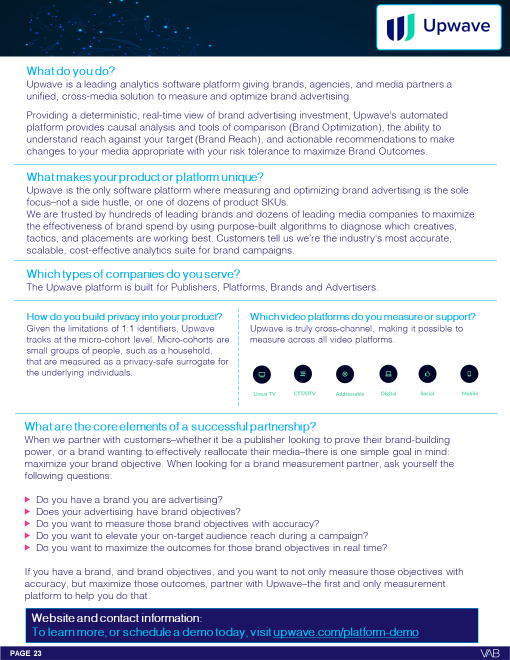 Upwave
What do you do?
Upwave is a leading analytics software platform giving brands, agencies, and media partners a
unified, cross-media solution to measure and optimize brand advertising.
Providing a deterministic, real-time view of brand advertising investment, Upwave's automated
platform provides causal analysis and tools of comparison (Brand Optimization), the ability to
understand reach against your target (Brand Reach), and actionable recommendations to make
changes to your media appropriate with your risk tolerance to maximize Brand Outcomes.
What makes your product or platform unique?
Upwave is the only software platform where measuring and optimizing brand advertising is the sole
focus–not a side hustle, or one of dozens of product SKUs.
We are trusted by hundreds of leading brands and dozens of leading media companies to maximize
the effectiveness of brand spend by using purpose-built algorithms to diagnose which creatives,
tactics, and placements are working best. Customers tell us we're the industry's most accurate,
scalable, cost-effective analytics suite for brand campaigns.
Which types of companies do you serve?
The Upwave platform is built for Publishers, Platforms, Brands and Advertisers.
How do you build privacy into your product?
Given the limitations of 1:1 identifiers, Upwave
tracks at the micro-cohort level. Micro-cohorts are
small groups of people, such as a household,
that are measured as a privacy-safe surrogate for
the underlying individuals.
Which video platforms do you measure or support?
Upwave is truly cross-channel, making it possible to
measure across all video platforms.
Linear TV CTT/OTV Addressable Digital Social Mobile
What are the core elements of a successful partnership?
When we partner with customers–whether it be a publisher looking to prove their brand-building
power, or a brand wanting to effectively reallocate their media–there is one simple goal in mind:
maximize your brand objective. When looking for a brand measurement partner, ask yourself the
following questions:
Do you have a brand you are advertising?
Does your advertising have brand objectives?
Do you want to measure those brand objectives with accuracy?
Do you want to elevate your on-target audience reach during a campaign?
Do you want to maximize the outcomes for those brand objectives in real time?
If you have a brand, and brand objectives, and you want to not only measure those objectives with
accuracy, but maximize those outcomes, partner with Upwave–the first and only measurement
platform to help you do that.
Website and contact information:
To learn more, or schedule a demo today, visit upwave.com/platform-demo
PAGE 23
VAB